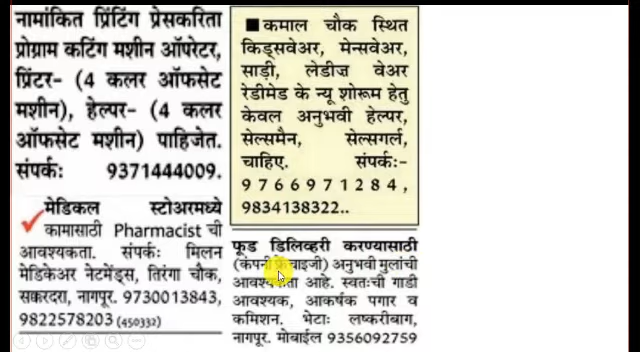 नामांकित प्रिंटिंग प्रेसकरिता
प्रोग्राम कटिंग मशीन ऑपरेटर,
प्रिंटर- (4 कलर ऑफसेट
मशीन), हेल्पर- (4 कलर
ऑफसेट मशीन) पाहिजेत.
संपर्क: 9371444009.
मेडिकल स्टोअरमध्ये
कामासाठी Pharmacist ची
आवश्यकता. संपर्क: मिलन
मेडिकेअर नेटमेंड्स, तिरंगा चौक,
सक्करदरा, नागपूर. 9730013843,
9822578203 (450332)
■कमाल चौक स्थित
किड्सवेअर, मेन्सवेअर,
साड़ी, लेडीज वेअर
रेडीमेड के न्यू शोरूम हेतु
केवल अनुभवी हेल्पर,
सेल्समैन, सेल्सगर्ल,
चाहिए. संपर्क:-
9766971284,
9834138322..
फूड डिलिव्हरी करण्यासाठी
(कंपनी फ्रेंचाइजी) अनुभवी मुलांची
आवश्यकता आहे. स्वतःची गाडी
आवश्यक, आकर्षक पगार व
कमिशन. भेटाः लष्करीबाग,
नागपूर. मोबाईल 9356092759